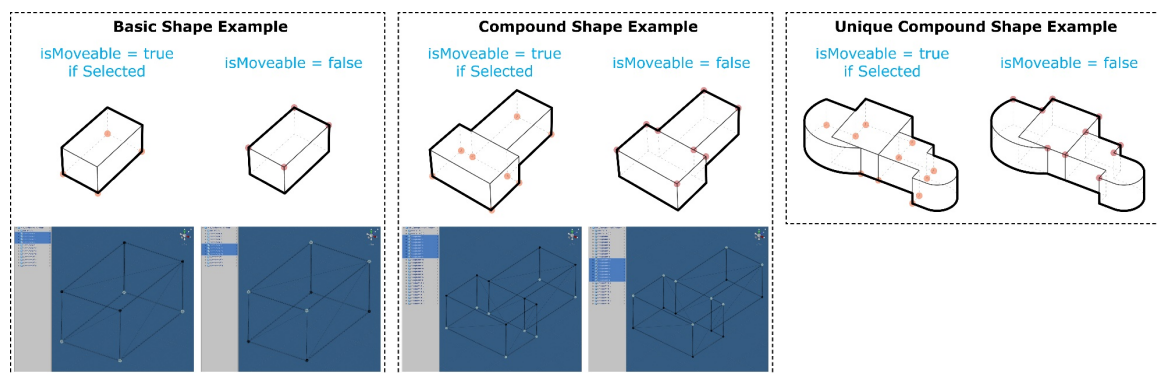 Basic Shape Example
isMoveable = true
if Selected
isMoveable = false
Compound Shape Example
isMoveable = true
if Selected
isMoveable = false
Unique Compound Shape Example
isMoveable = true
if Selected
isMoveable = false